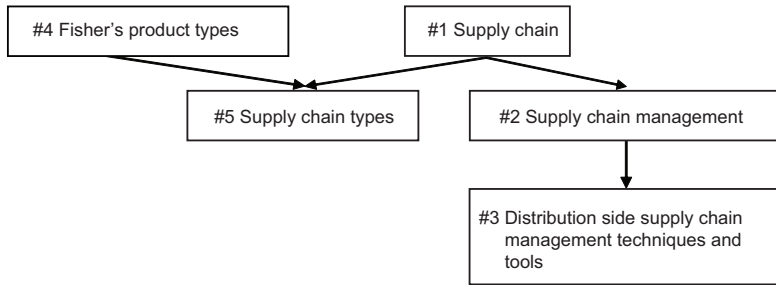 #4 Fisher's product types
#1 Supply chain
#5 Supply chain types
#2 Supply chain management
#3 Distribution side supply chain
management techniques and
tools